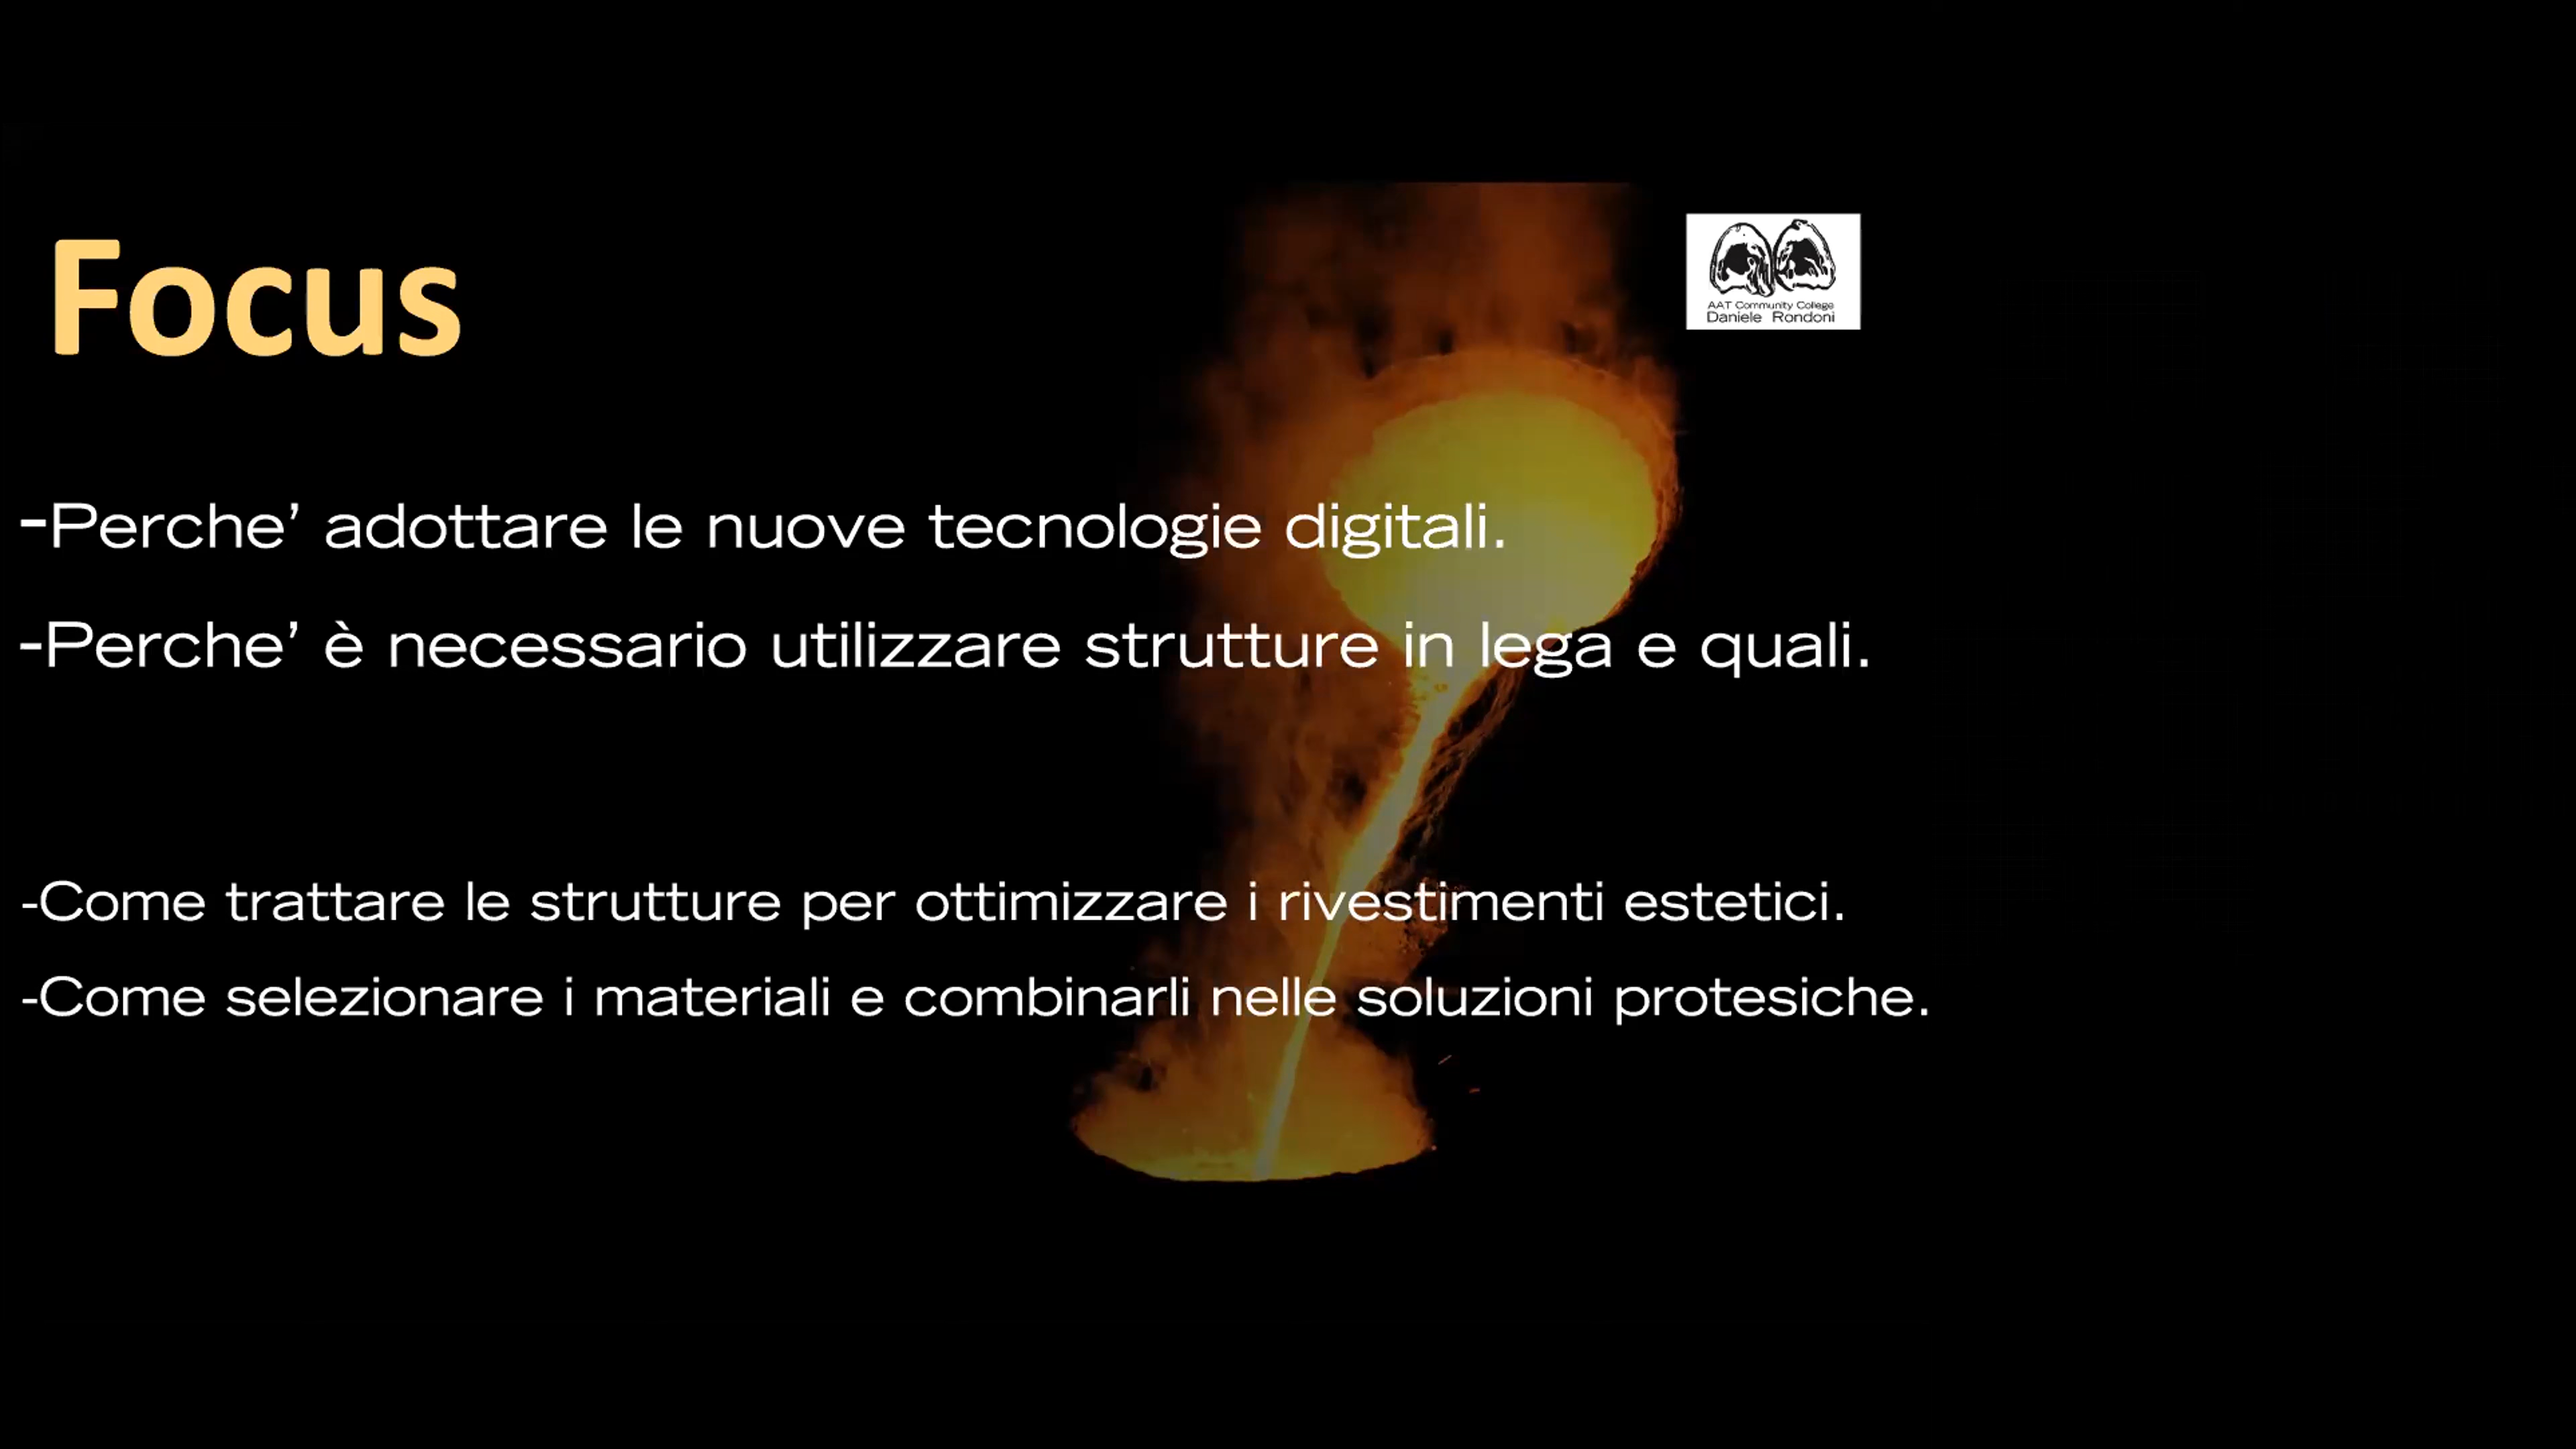 Focus
AAT Community College
Daniele Rondoni
-Perche’ adottare le nuove tecnologie digitali.
-Perche’ è necessario utilizzare strutture in lega e quali.
-Come trattare le strutture per ottimizzare i rivestimenti estetici.
-Come selezionare i materiali e combinarli nelle soluzioni protesiche.